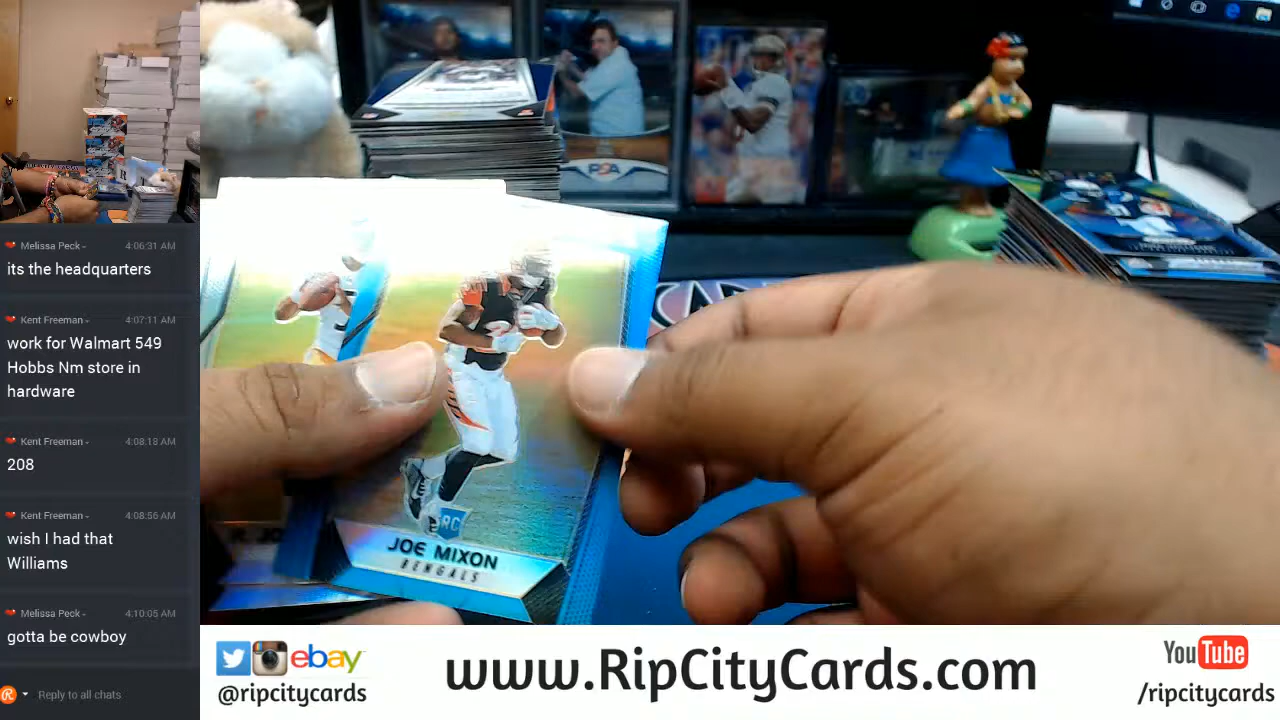 Melissa Peck
4:06:31 AM
its the headquarters
Kent Freeman
4:07:11 AM
work for Walmart 549
Hobbs Nm store in
hardware
Kent Freeman
4:08:18 AM
208
Kent Freeman
4:08:56 AM
wish I had that
Williams
Melissa Peck
4:10:05 AM
gotta be cowboy
Reply to all chats
PSA
RC
JOE MIXON
BENGALS
ebay
@ripcitycards
www.RipCityCards.com
YouTube
/ripcitycards